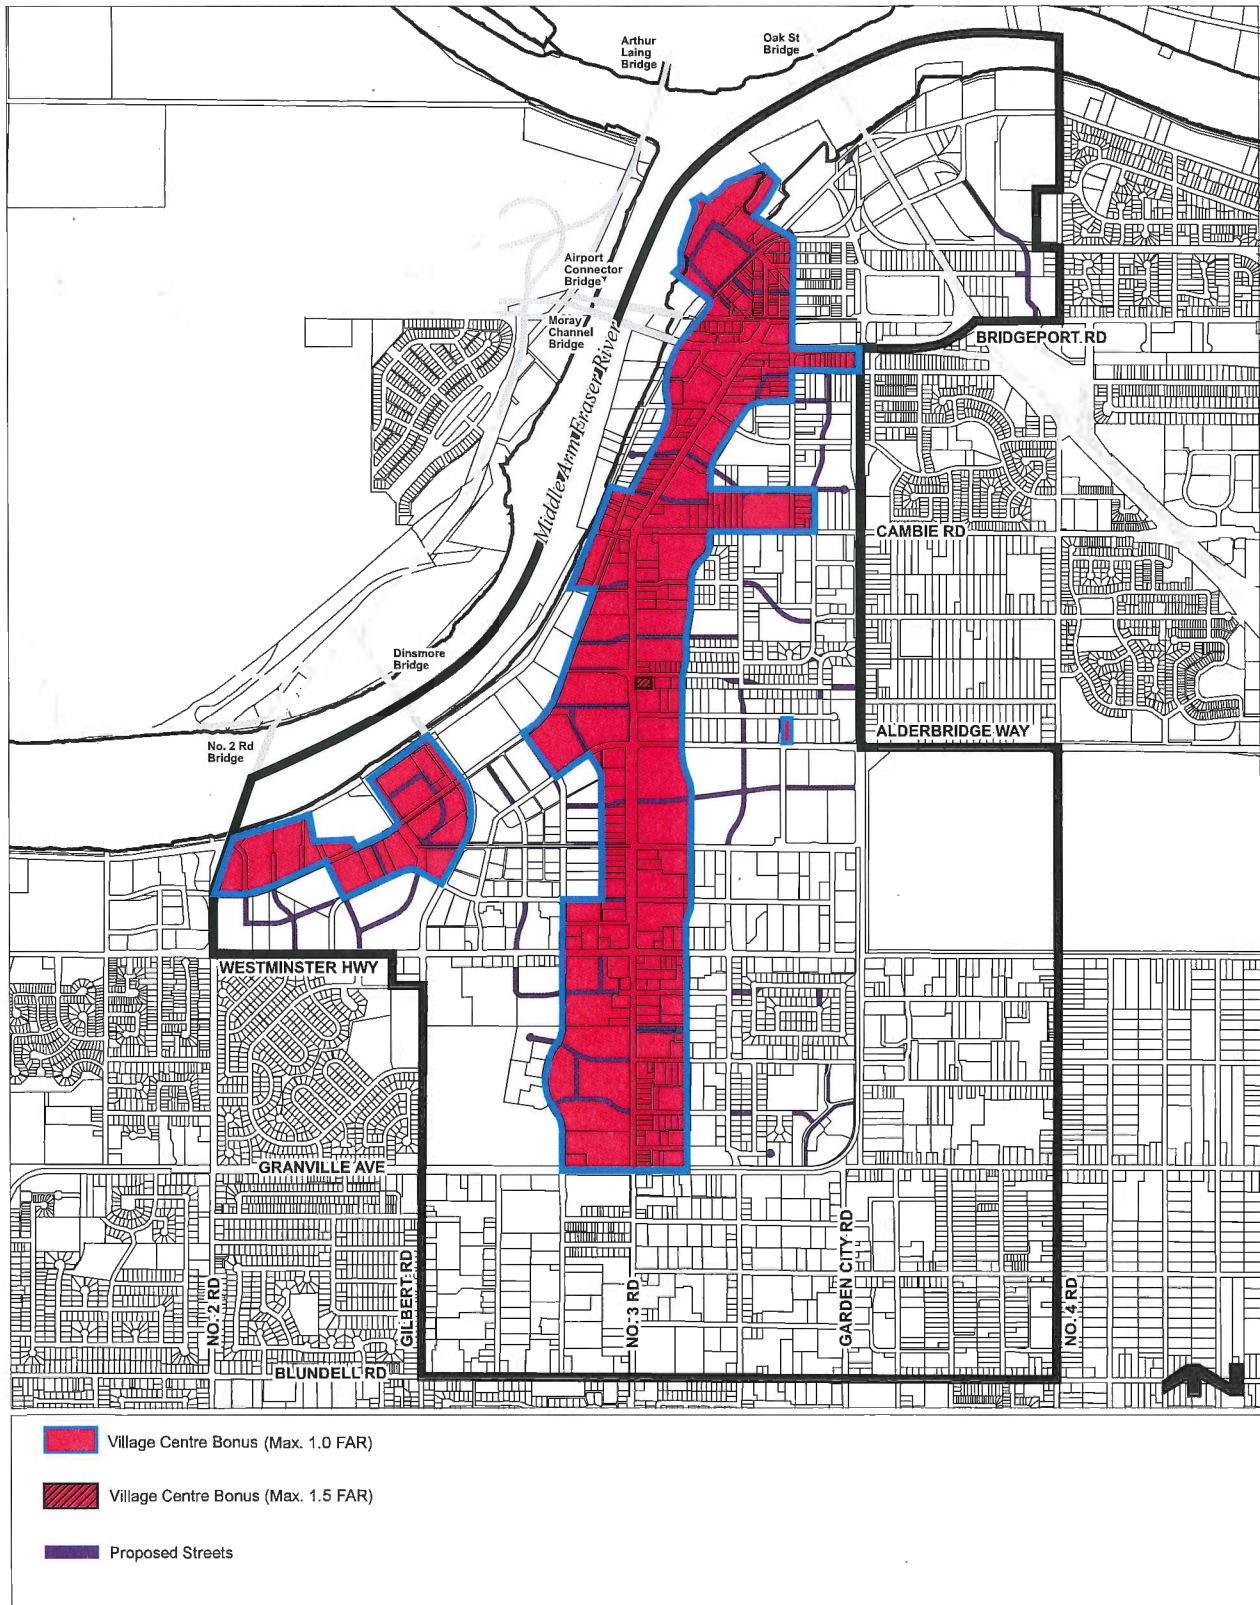 Arthur
Laing
Bridge
Oak St
Bridge
Airport
Connector
Bridge
Moray
Channel
Bridge
BRIDGEPORT RD
Middle Arm Fraser River
CAMBIE RD
Dinsmore
Bridge
No. 2 Rd
Bridge
ALDERBRIDGE WAY
WESTMINSTER HWY
GRANVILLE AVE
NO. 2 RD
GILBERT RD
NO. 3 RD
GARDEN CITY RD
NO. 4 RD
BLUNDELL RD
Village Centre Bonus (Max. 1.0 FAR)
Village Centre Bonus (Max. 1.5 FAR)
Proposed Streets